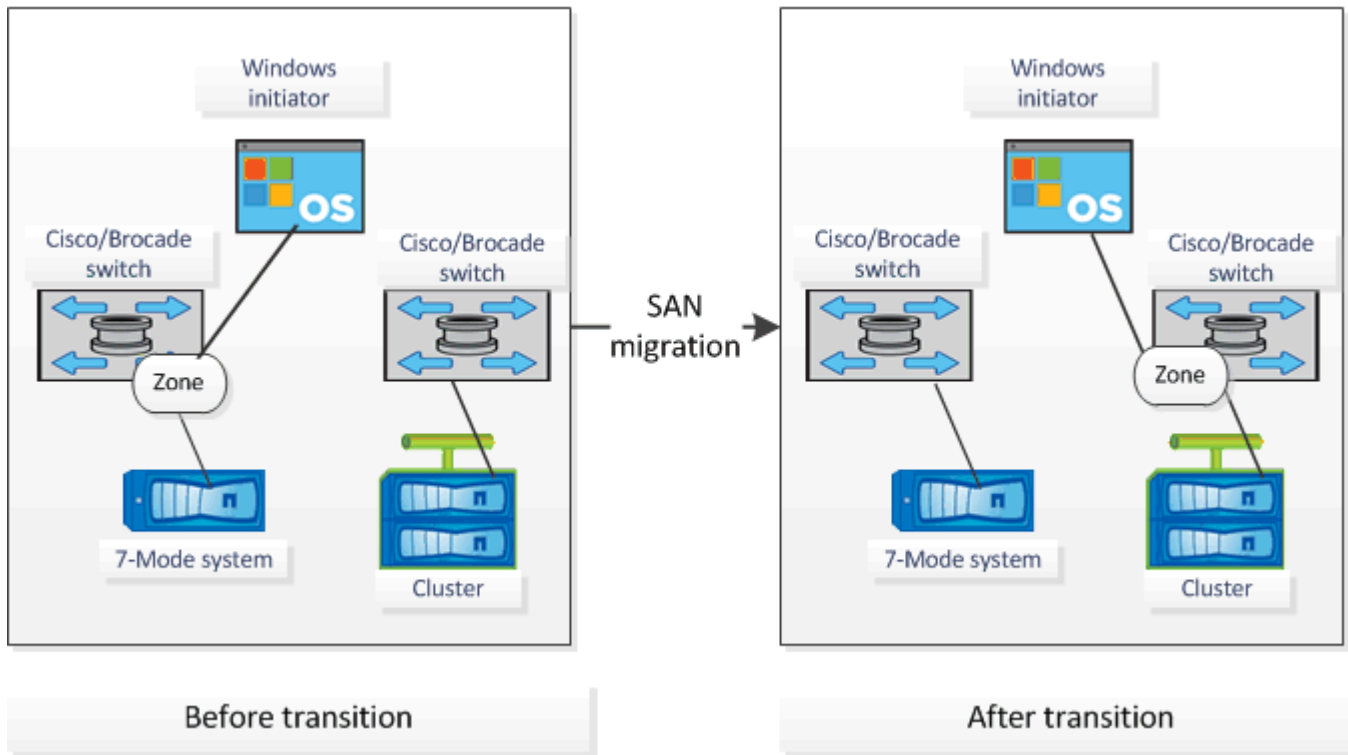 Windows
initiator
OS
Cisco/Brocade
switch
Cisco/Brocade
switch
Zone
7-Mode system
Cluster
SAN
migration
Windows
initiator
OS
Cisco/Brocade
switch
Cisco/Brocade
switch
Zone
7-Mode system
Cluster
Before transition
After transition